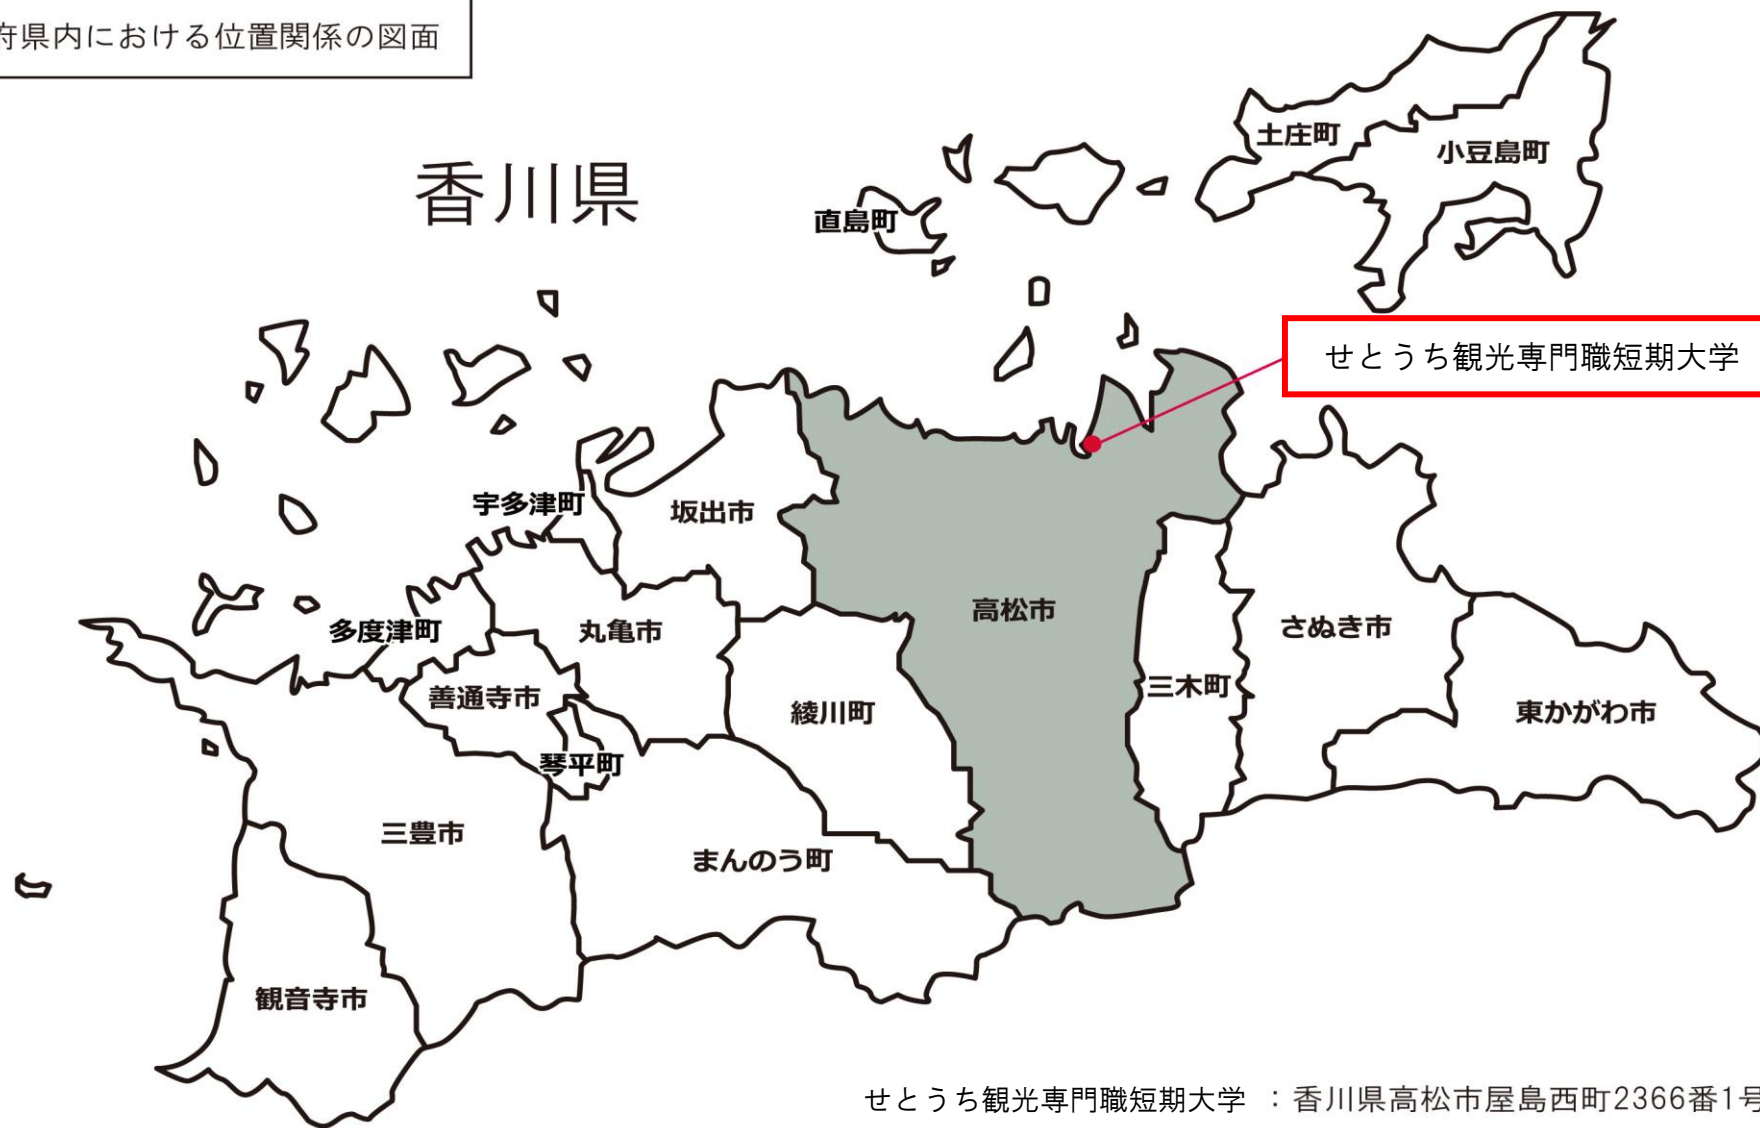 府県内における位置関係の図面
香川県
土庄町
小豆島町
直島町
せとうち観光専門職短期大学
宇多津町
坂出市
高松市
多度津町
丸亀市
さぬき市
善通寺市
三木町
綾川町
東かがわ市
琴平町
三豊市
まんのう町
観音寺市
せとうち観光専門職短期大学 ：香川県高松市屋島西町2366番1号